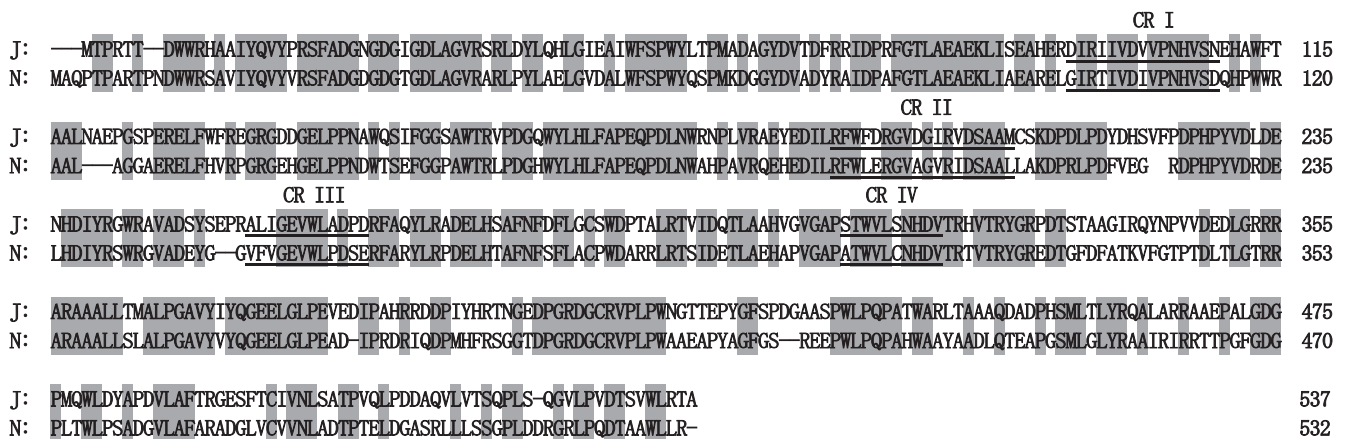 CR I
J: ———MTPRTT——DWWRHAAIYQVYPRSFADGNGDGIGDLAGVRSRLDYLQHLGIEAIWFSPWYLTPMADAGYDVTDFRRIDPRFGTLAEAEKLISEAHERDIRIIVDVVPNHVSNEHAWFT 115
N: MAQPTPARTPNDWWRSAVIYQVYVRSFADGDGDGTGDLAGVRARLPYLAELGVDALWFSPWYQSPMKDGGYDVADYRAIDPAFGTLAEAEKLIAEARELGIRTIVDIVPNHVSDQHPWWR 120
CR II
J: AALNAEPGSPERELFWFREGRGDDGELPPNAWQSIFGGSAWTRVPDGQWYLHLFAPEQPDLNWRNPLVRAEYEDILRFWFDRGVDGIRVDSAAMCSKDPDLPDYDHSVFPDPHPYVDLDE 235
N: AAL———AGGAERELFHVRPGRGEHGELPPNDWTSEFGGPAWTRLPDGHWYLHLFAPEQPDLNWAHPAVRQEHEDILRFWLERGVAGVRIDSAALLAKDPRLPDFVEG RDPHPYVDRDE 235
CR III CR IV
J: NHDIYRGWRAVADSYSEPRALIGEVWLADPDRFAQYLRADELHSAFNFDFLGCSWDPTALRTVIDQTLAAHVGVGAPSTWVLSNHDVTRHVTRYGRPDTSTAAGIRQYNPVVDEDLGRRR 355
N: LHDIYRSWRGVADEYG——GVFVGEVWLPDSERFARYLRPDELHTAFNFSFLACPWDARRLRTSIDETLAEHAPVGAPATWVLCNHDVTRTVTRYGREDTGFDFATKVFGTPTDLTLGTRR 353
J: ARAAALLTMALPGAVYIYQGEELGLPEVEDIPAHRRDDPIYHRTNGEDPGRDGCRVPLPWNGTTEPYGFSPDGAASPWLPQPATWARLTAAAQDADPHSMLTLYRQALARRAAEPALGDG 475
N: ARAAALLSLALPGAVYVYQGEELGLPEAD-IPRDRIQDPMHFRSGGTDPGRDGCRVPLPWAAEAPYAGFGS——REEPWLPQPAHWAAYAADLQTEAPGSMLGLYRAAIRIRRTTPGFGDG 470
J: PMQWLDYAPDVLAFTRGESFTCIVNLSATPVQLPDDAQVLVTSQPLS-QGVLPVDTSVWLRTA 537
N: PLTWLPSADGVLAFARADGLVCVVNLADTPTELDGASRLLLSSGPLDDRGRLPQDTAAWLLR- 532